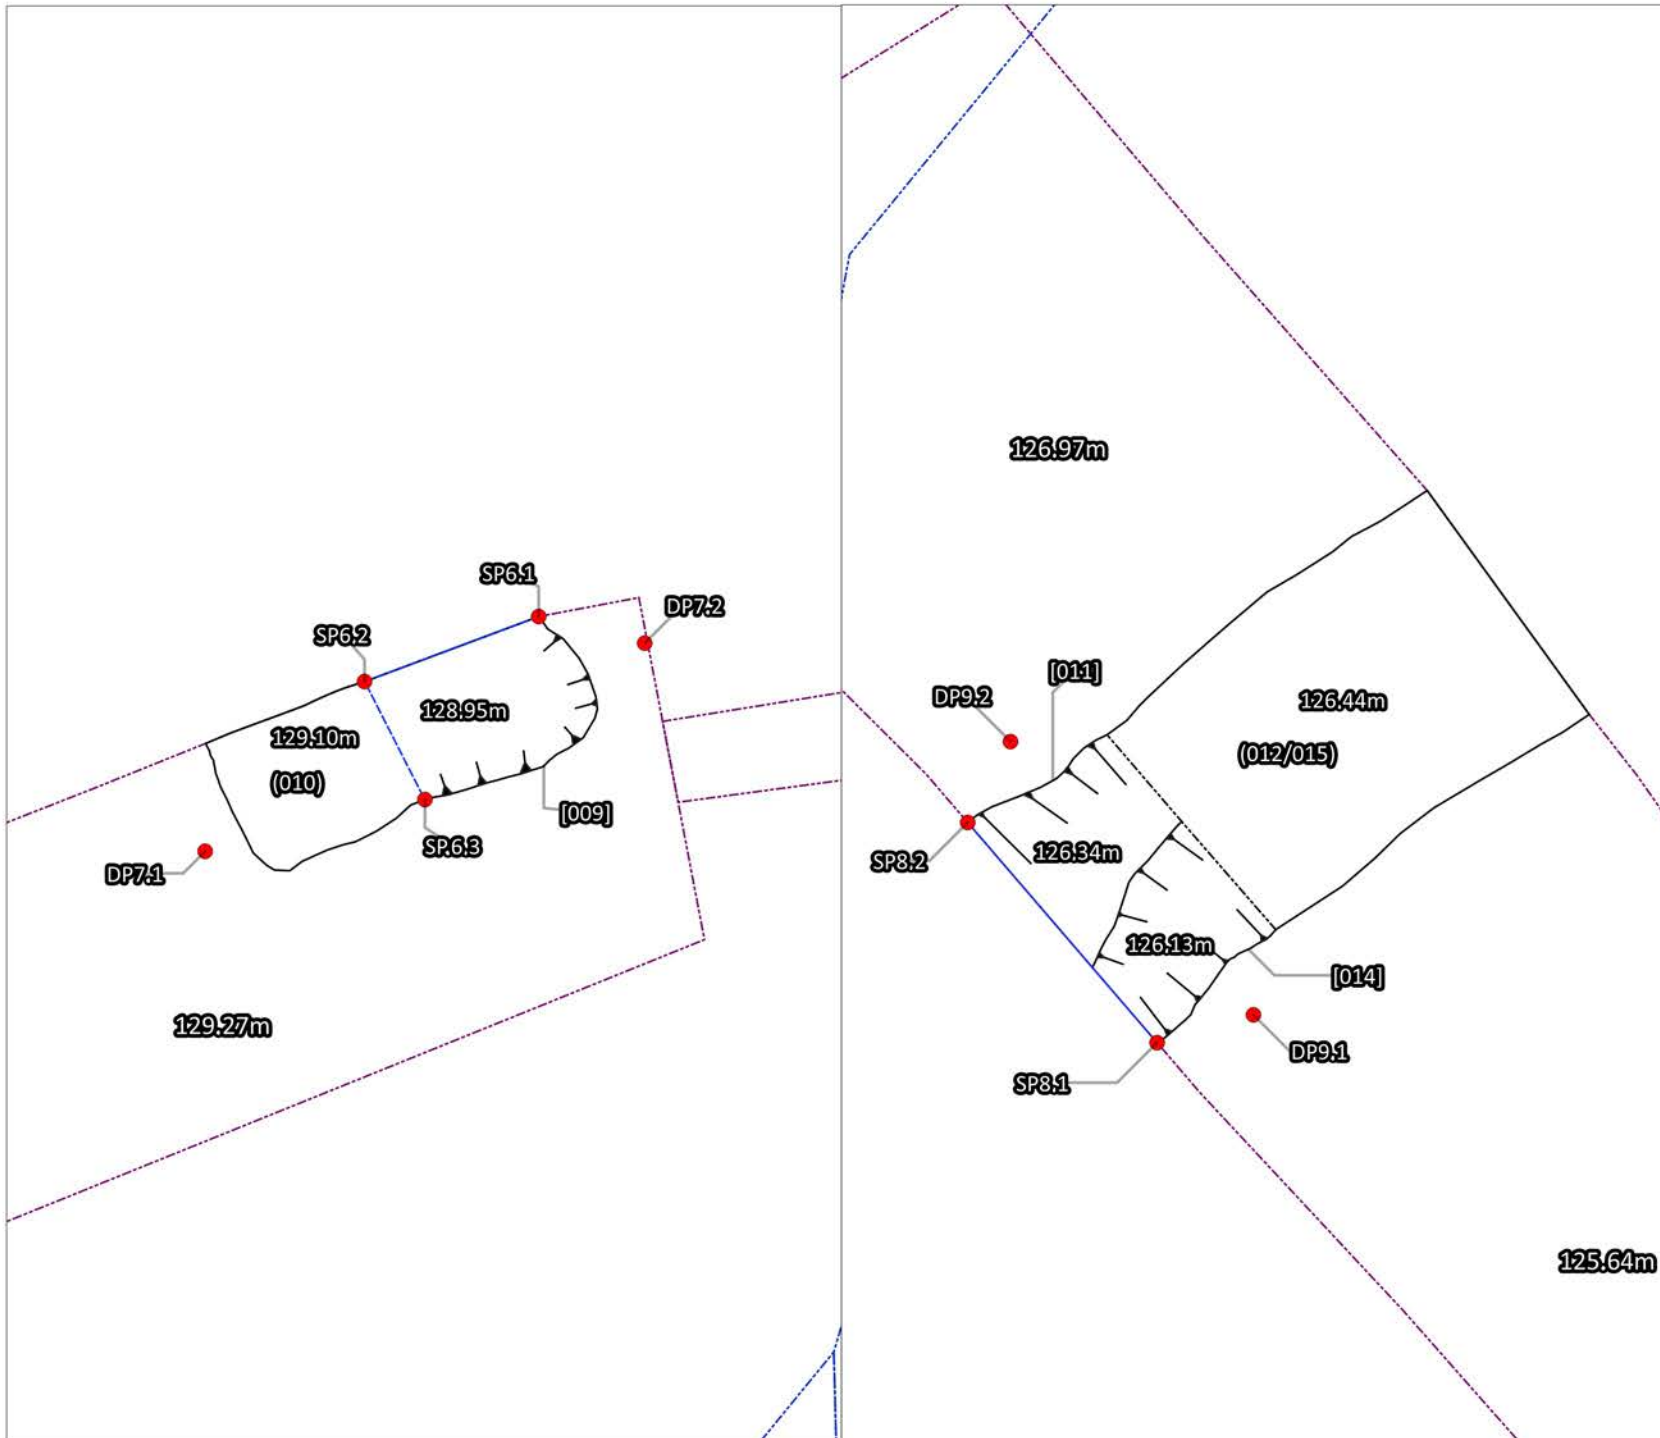 SP6.1
DP7.2
SP6.2
128.95m
129.10m
(010)
[009]
SP.6.3
DP7.1
129.27m
126.97m
[011]
DP9.2
126.44m
(012/015)
126.34m
SP8.2
126.13m
[014]
DP9.1
SP8.1
125.64m